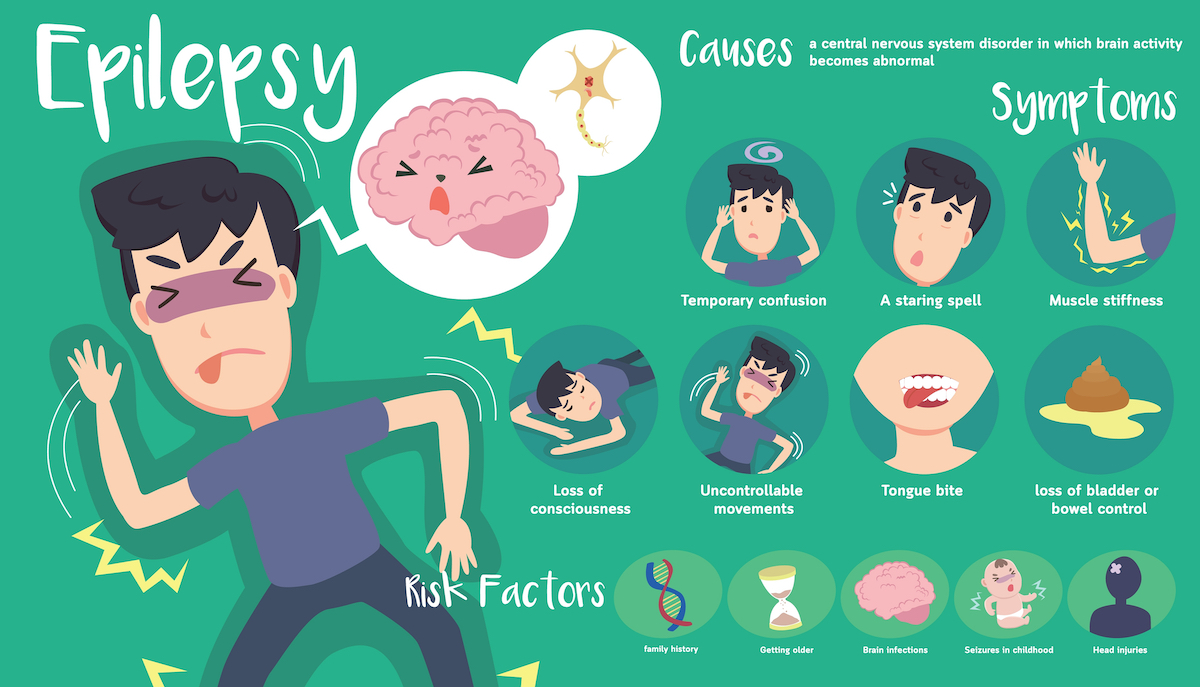 Epilepsy
Causes
a central nervous system disorder in which brain activity
becomes abnormal
Symptoms
Temporary confusion
A staring spell
Muscle stiffness
Loss of
consciousness
Uncontrollable
movements
Tongue bite
loss of bladder or
bowel control
Risk Factors
family history
Getting older
Brain infections
Seizures in childhood
Head injuries